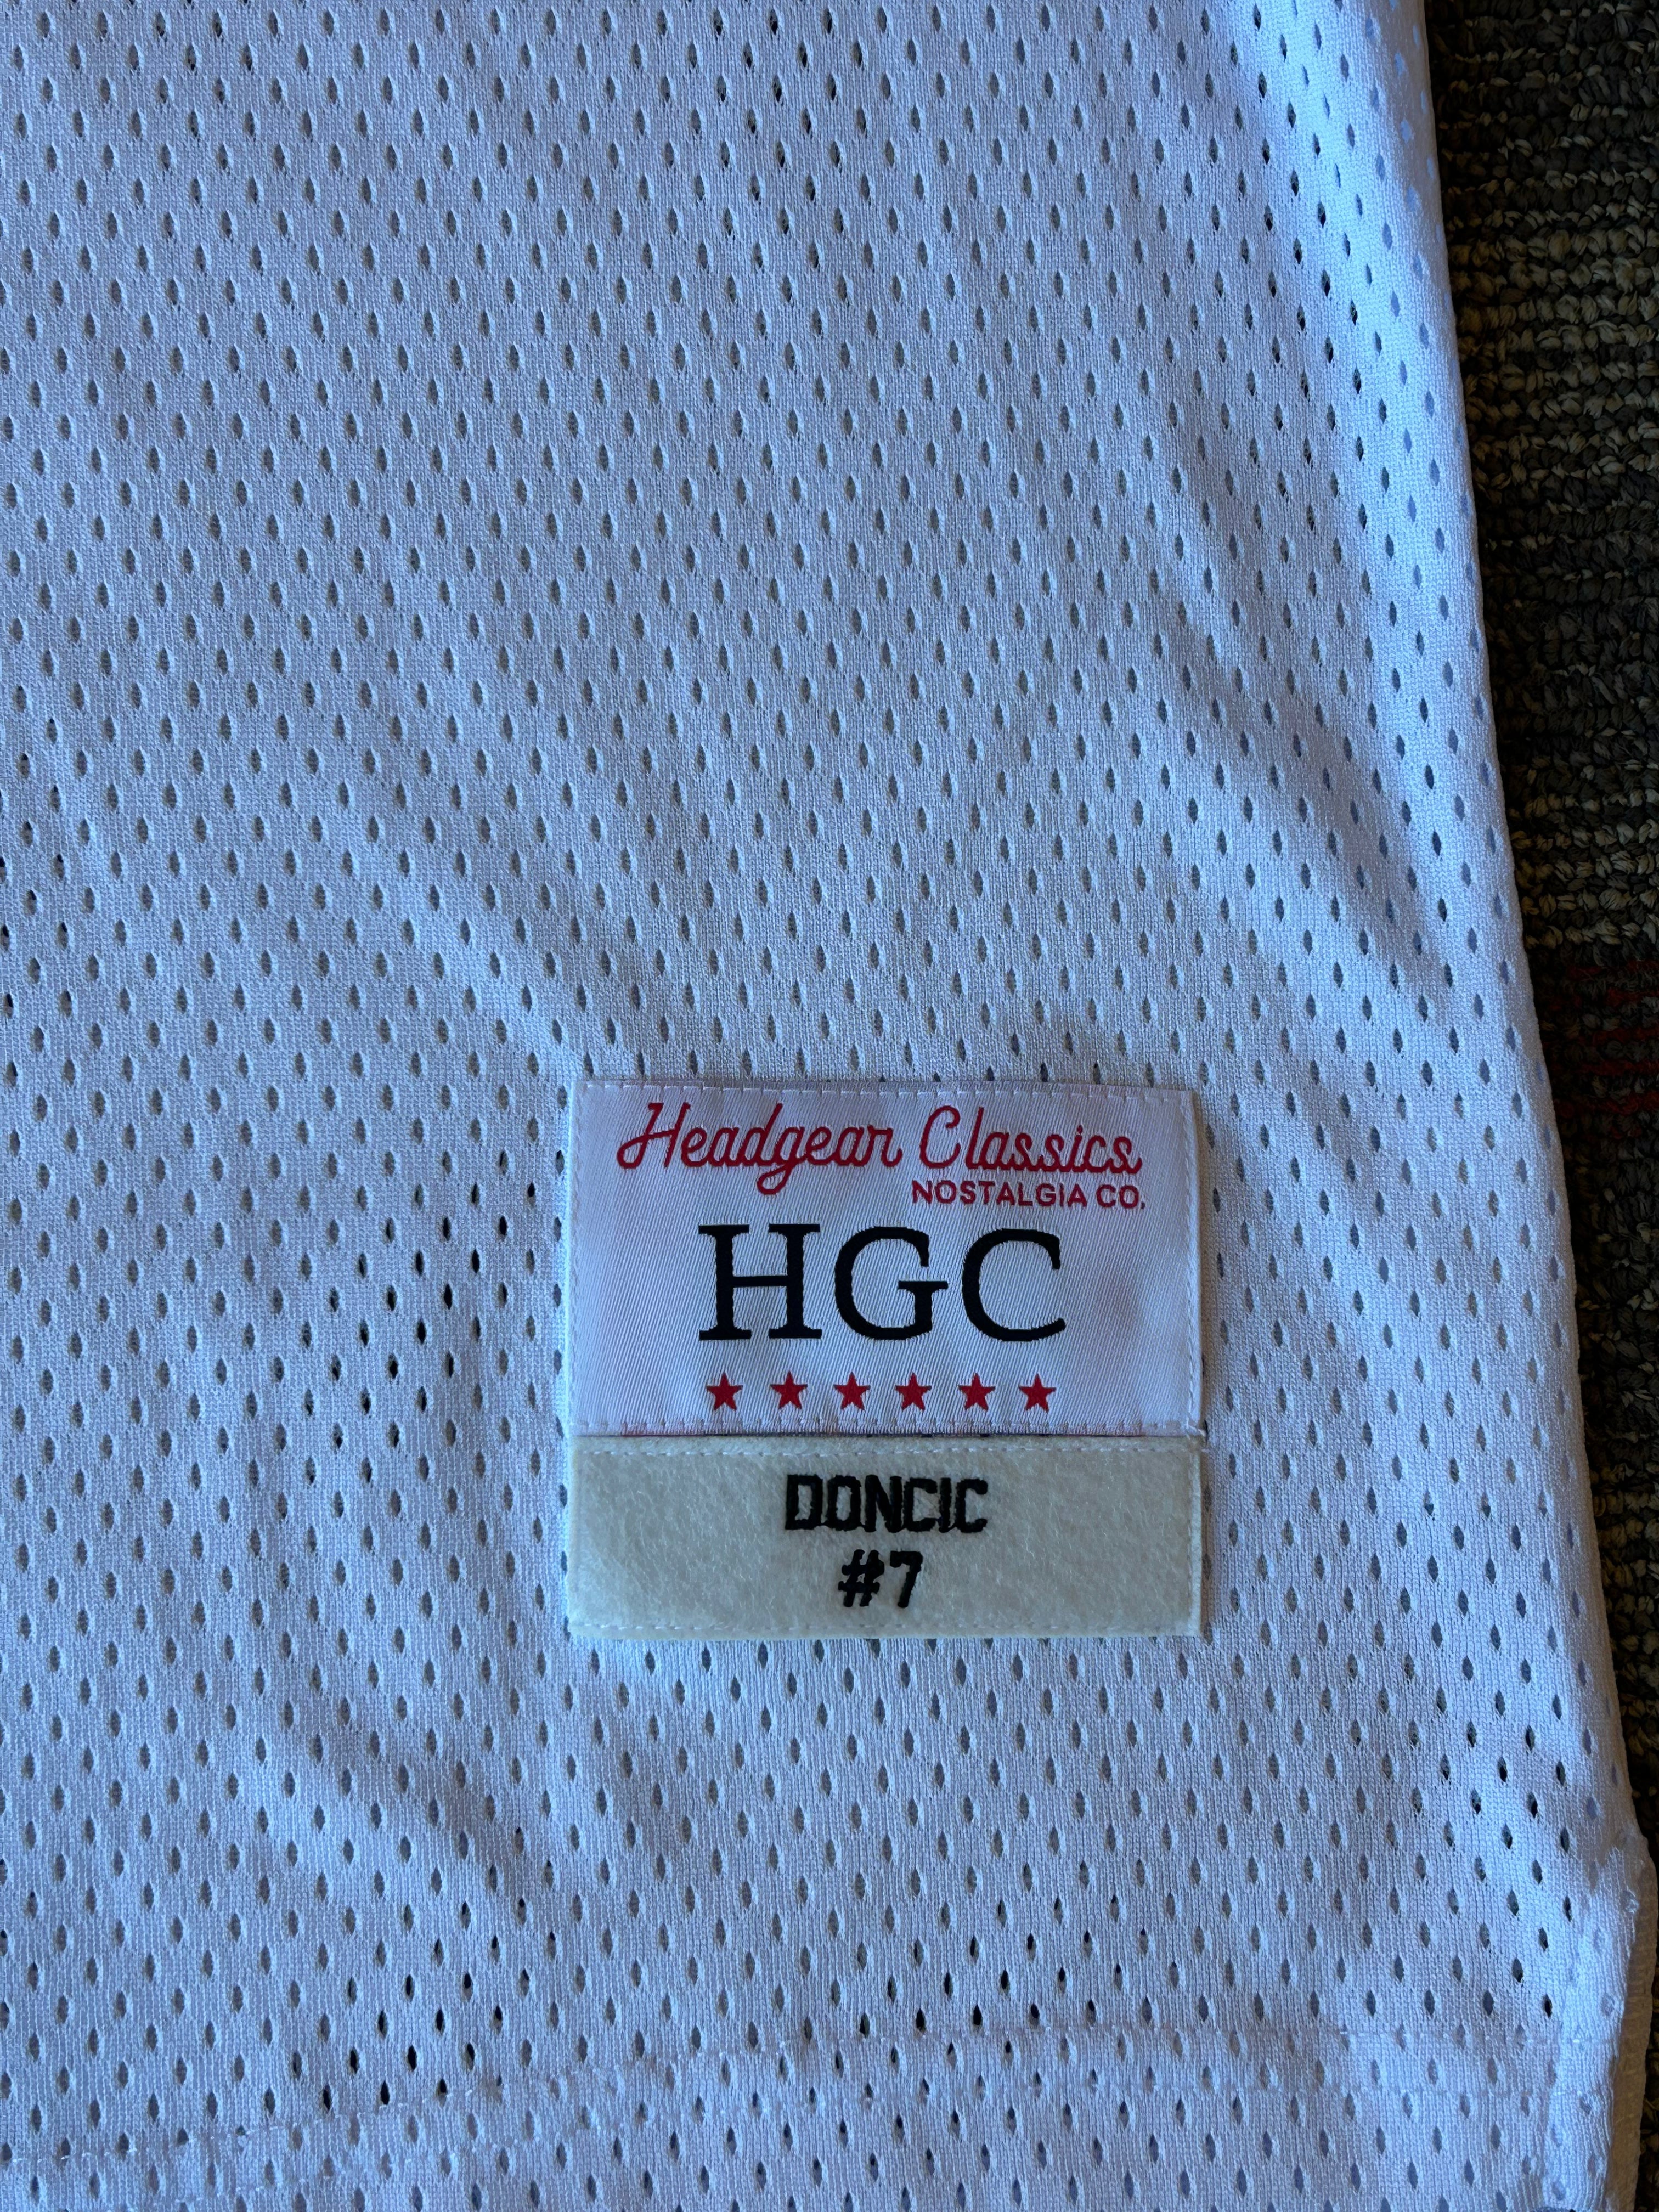 Headgear Classics
NOSTALGIA CO.
HGC
DONCIC
#7